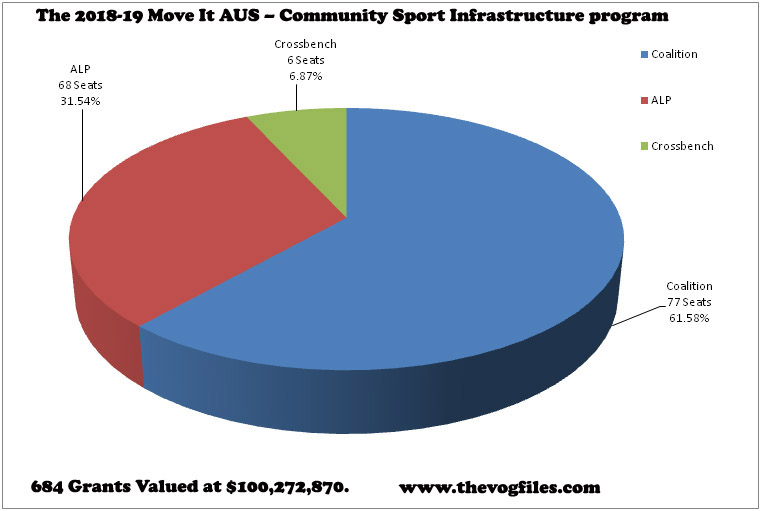 The 2018-19 Move It AUS – Community Sport Infrastructure program
Crossbench
6 Seats
6.87%
ALP
68 Seats
31.54%
Coalition
ALP
Crossbench
Coalition
77 Seats
61.58%
684 Grants Valued at $100,272,870.
www.thevogfiles.com